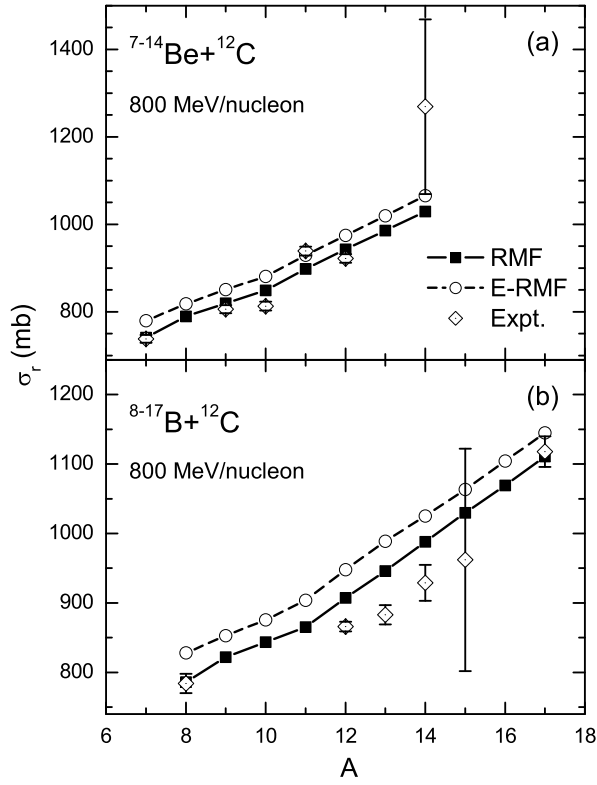 1400
1200
1000
800
⁷⁻¹⁴Be+¹²C
800 MeV/nucleon
(a)
RMF
E-RMF
Expt.
σᵣ (mb)
1200
1100
1000
900
800
⁸⁻¹⁷B+¹²C
800 MeV/nucleon
(b)
6 8 10 12 14 16 18
A